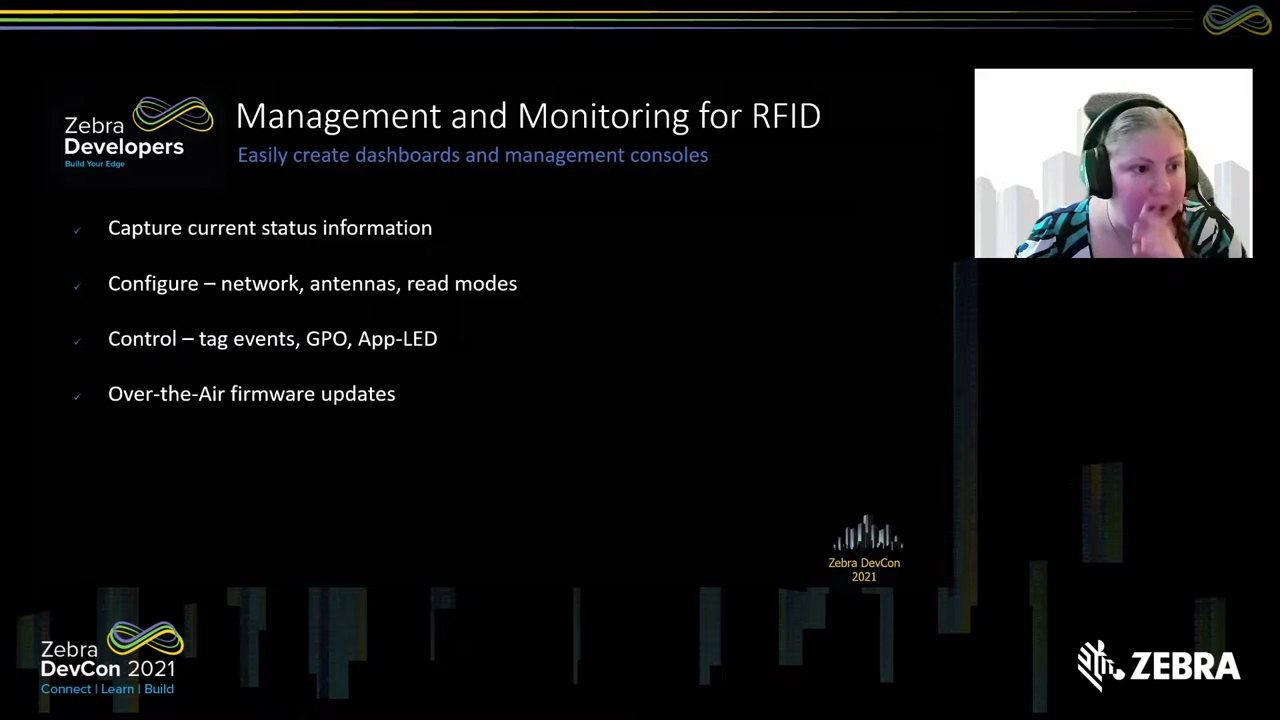 Zebra
Developers
Build Your Edge
Management and Monitoring for RFID
Easily create dashboards and management consoles
✓ Capture current status information
✓ Configure – network, antennas, read modes
✓ Control – tag events, GPO, App-LED
✓ Over-the-Air firmware updates
Zebra DevCon
2021
Zebra
DevCon 2021
Connect | Learn | Build
ZEBRA